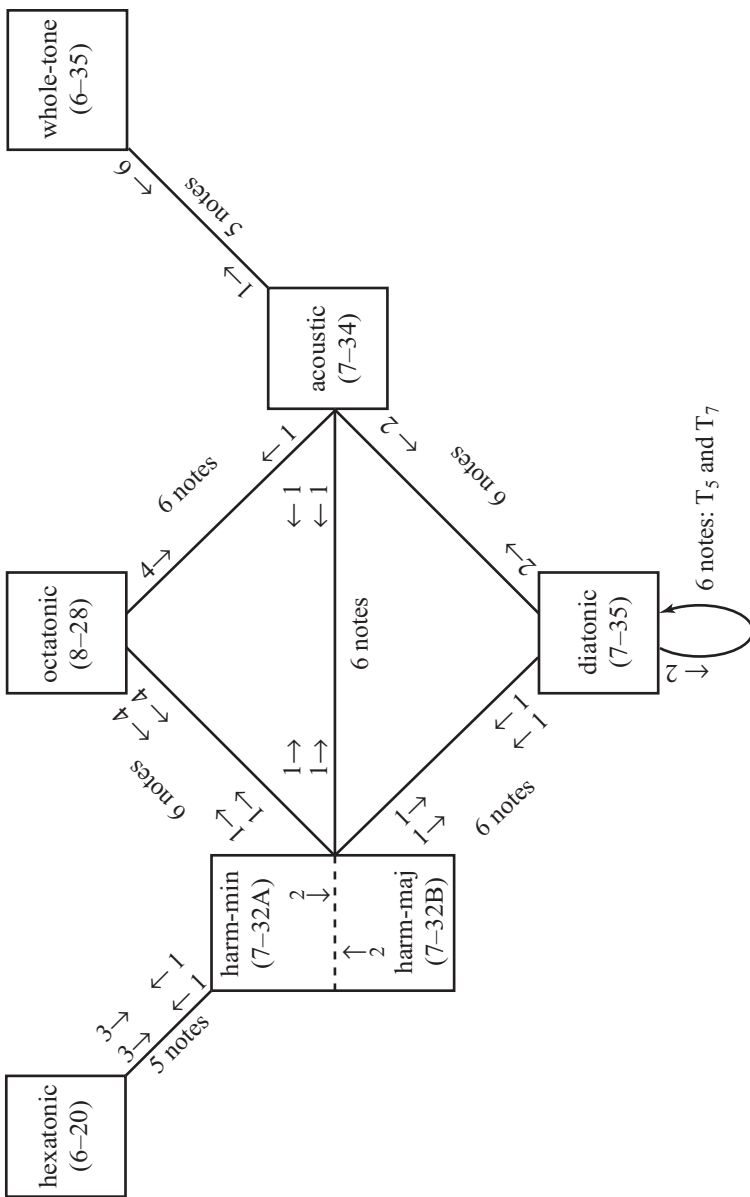 hexatonic
(6–20)
3→
3→
5 notes
←1
←1
harm-min
(7–32A)
2
↓
↑
2
harm-maj
(7–32B)
1→
1→
6 notes
←4
←4
octatonic
(8–28)
4→
6 notes
←1
1→
1→
6 notes
←1
←1
1→
1→
6 notes
←1
←1
diatonic
(7–35)
2→
6 notes: T₅ and T₇
2→
6 notes
←2
acoustic
(7–34)
1→
5 notes
←6
whole-tone
(6–35)